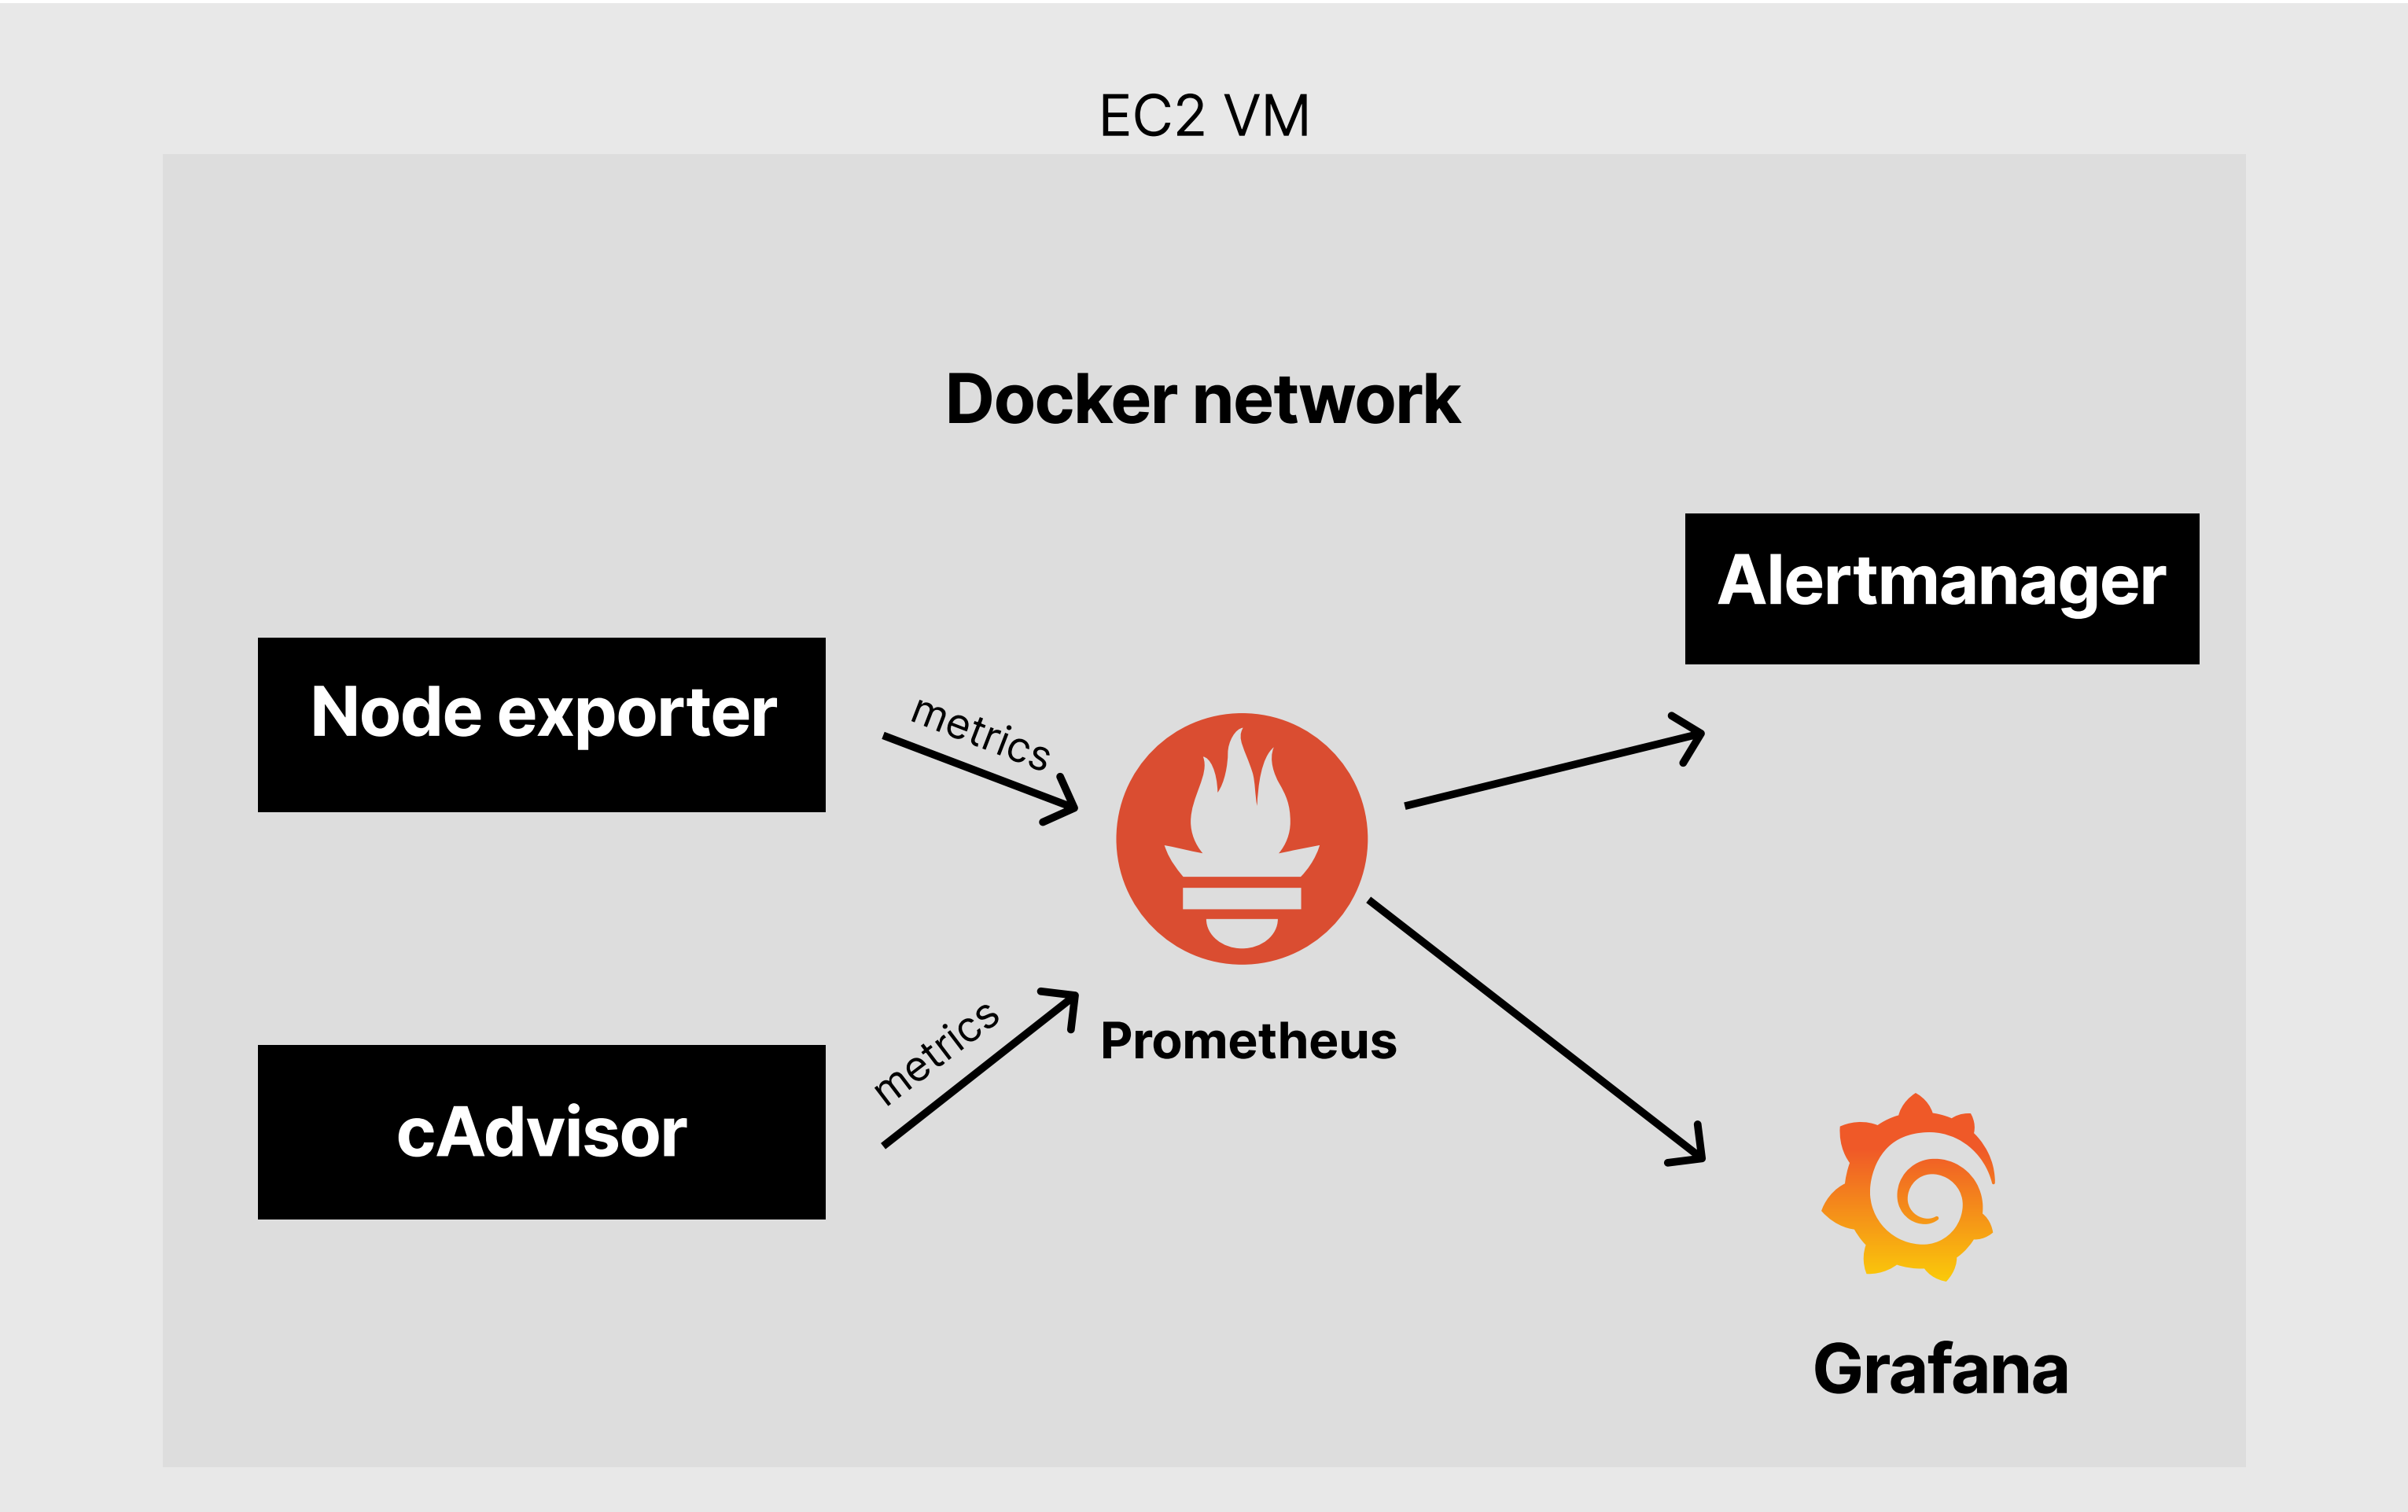 EC2 VM
Docker network
Alertmanager
Node exporter
metrics
Prometheus
metrics
cAdvisor
Grafana